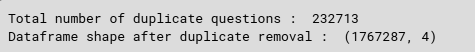 Total number of duplicate questions :  232713
Dataframe shape after duplicate removal :  (1767287, 4)